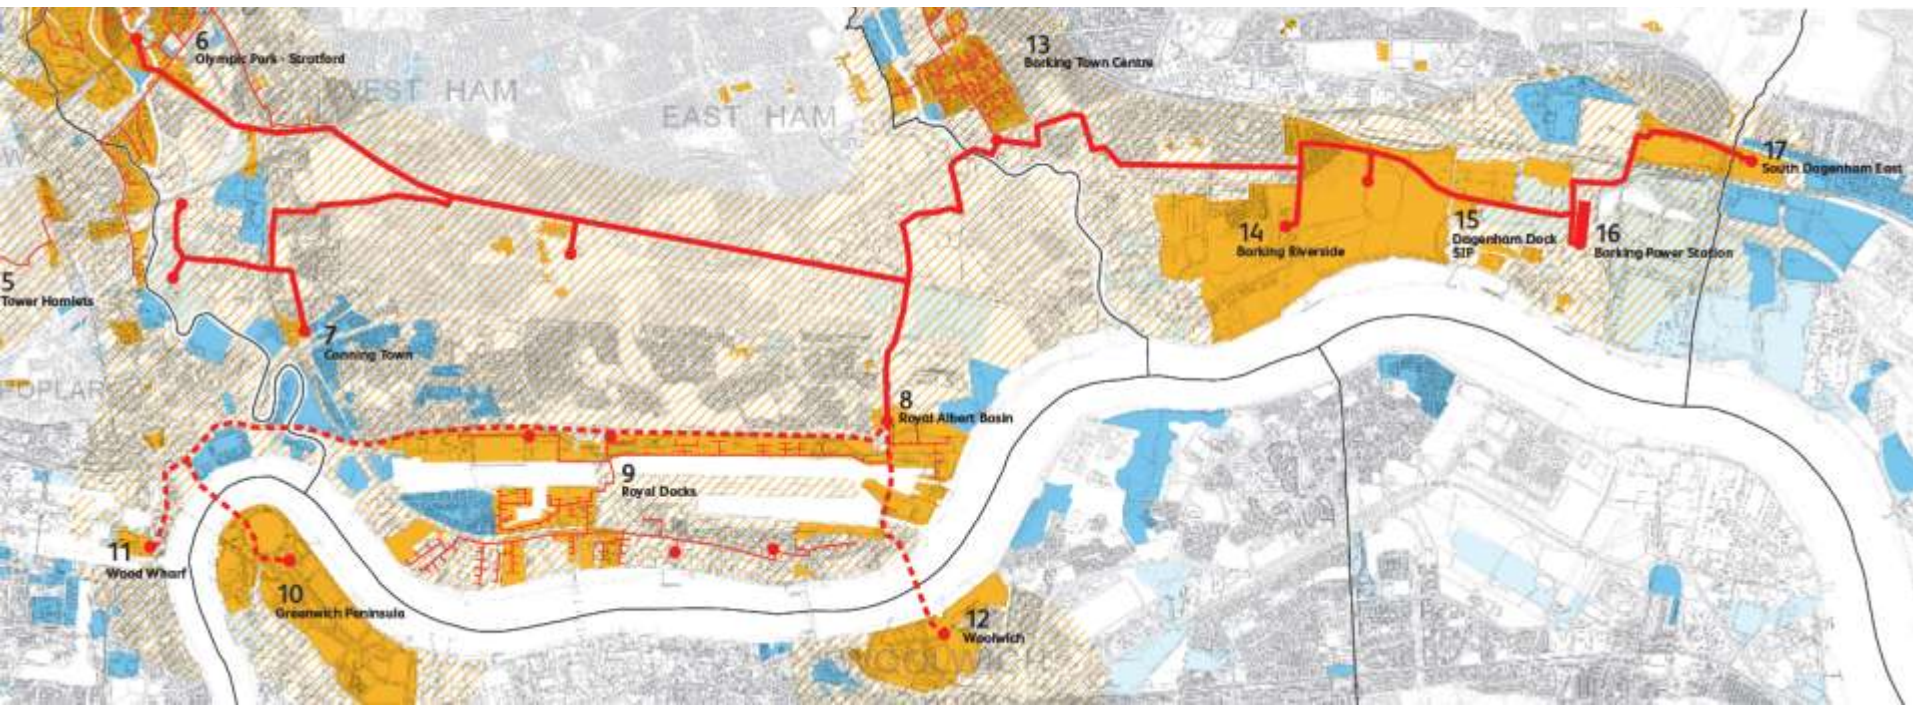 6
Olympic Park - Stratford
WEST HAM
EAST HAM
13
Barking Town Centre
17
South Dagenham East
5
Tower Hamlets
7
Canning Town
14
Barking Riverside
15
Dagenham Dock
SIP
16
Barking Power Station
POPLAR
8
Royal Albert Basin
9
Royal Docks
11
Wood Wharf
10
Greenwich Peninsula
12
Woolwich
WOOLWICH